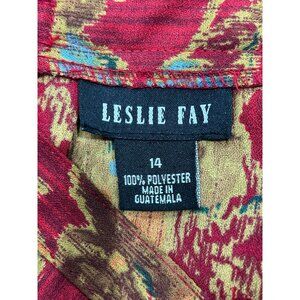 LESLIE FAY
14
100% POLYESTER
MADE IN
GUATEMALA